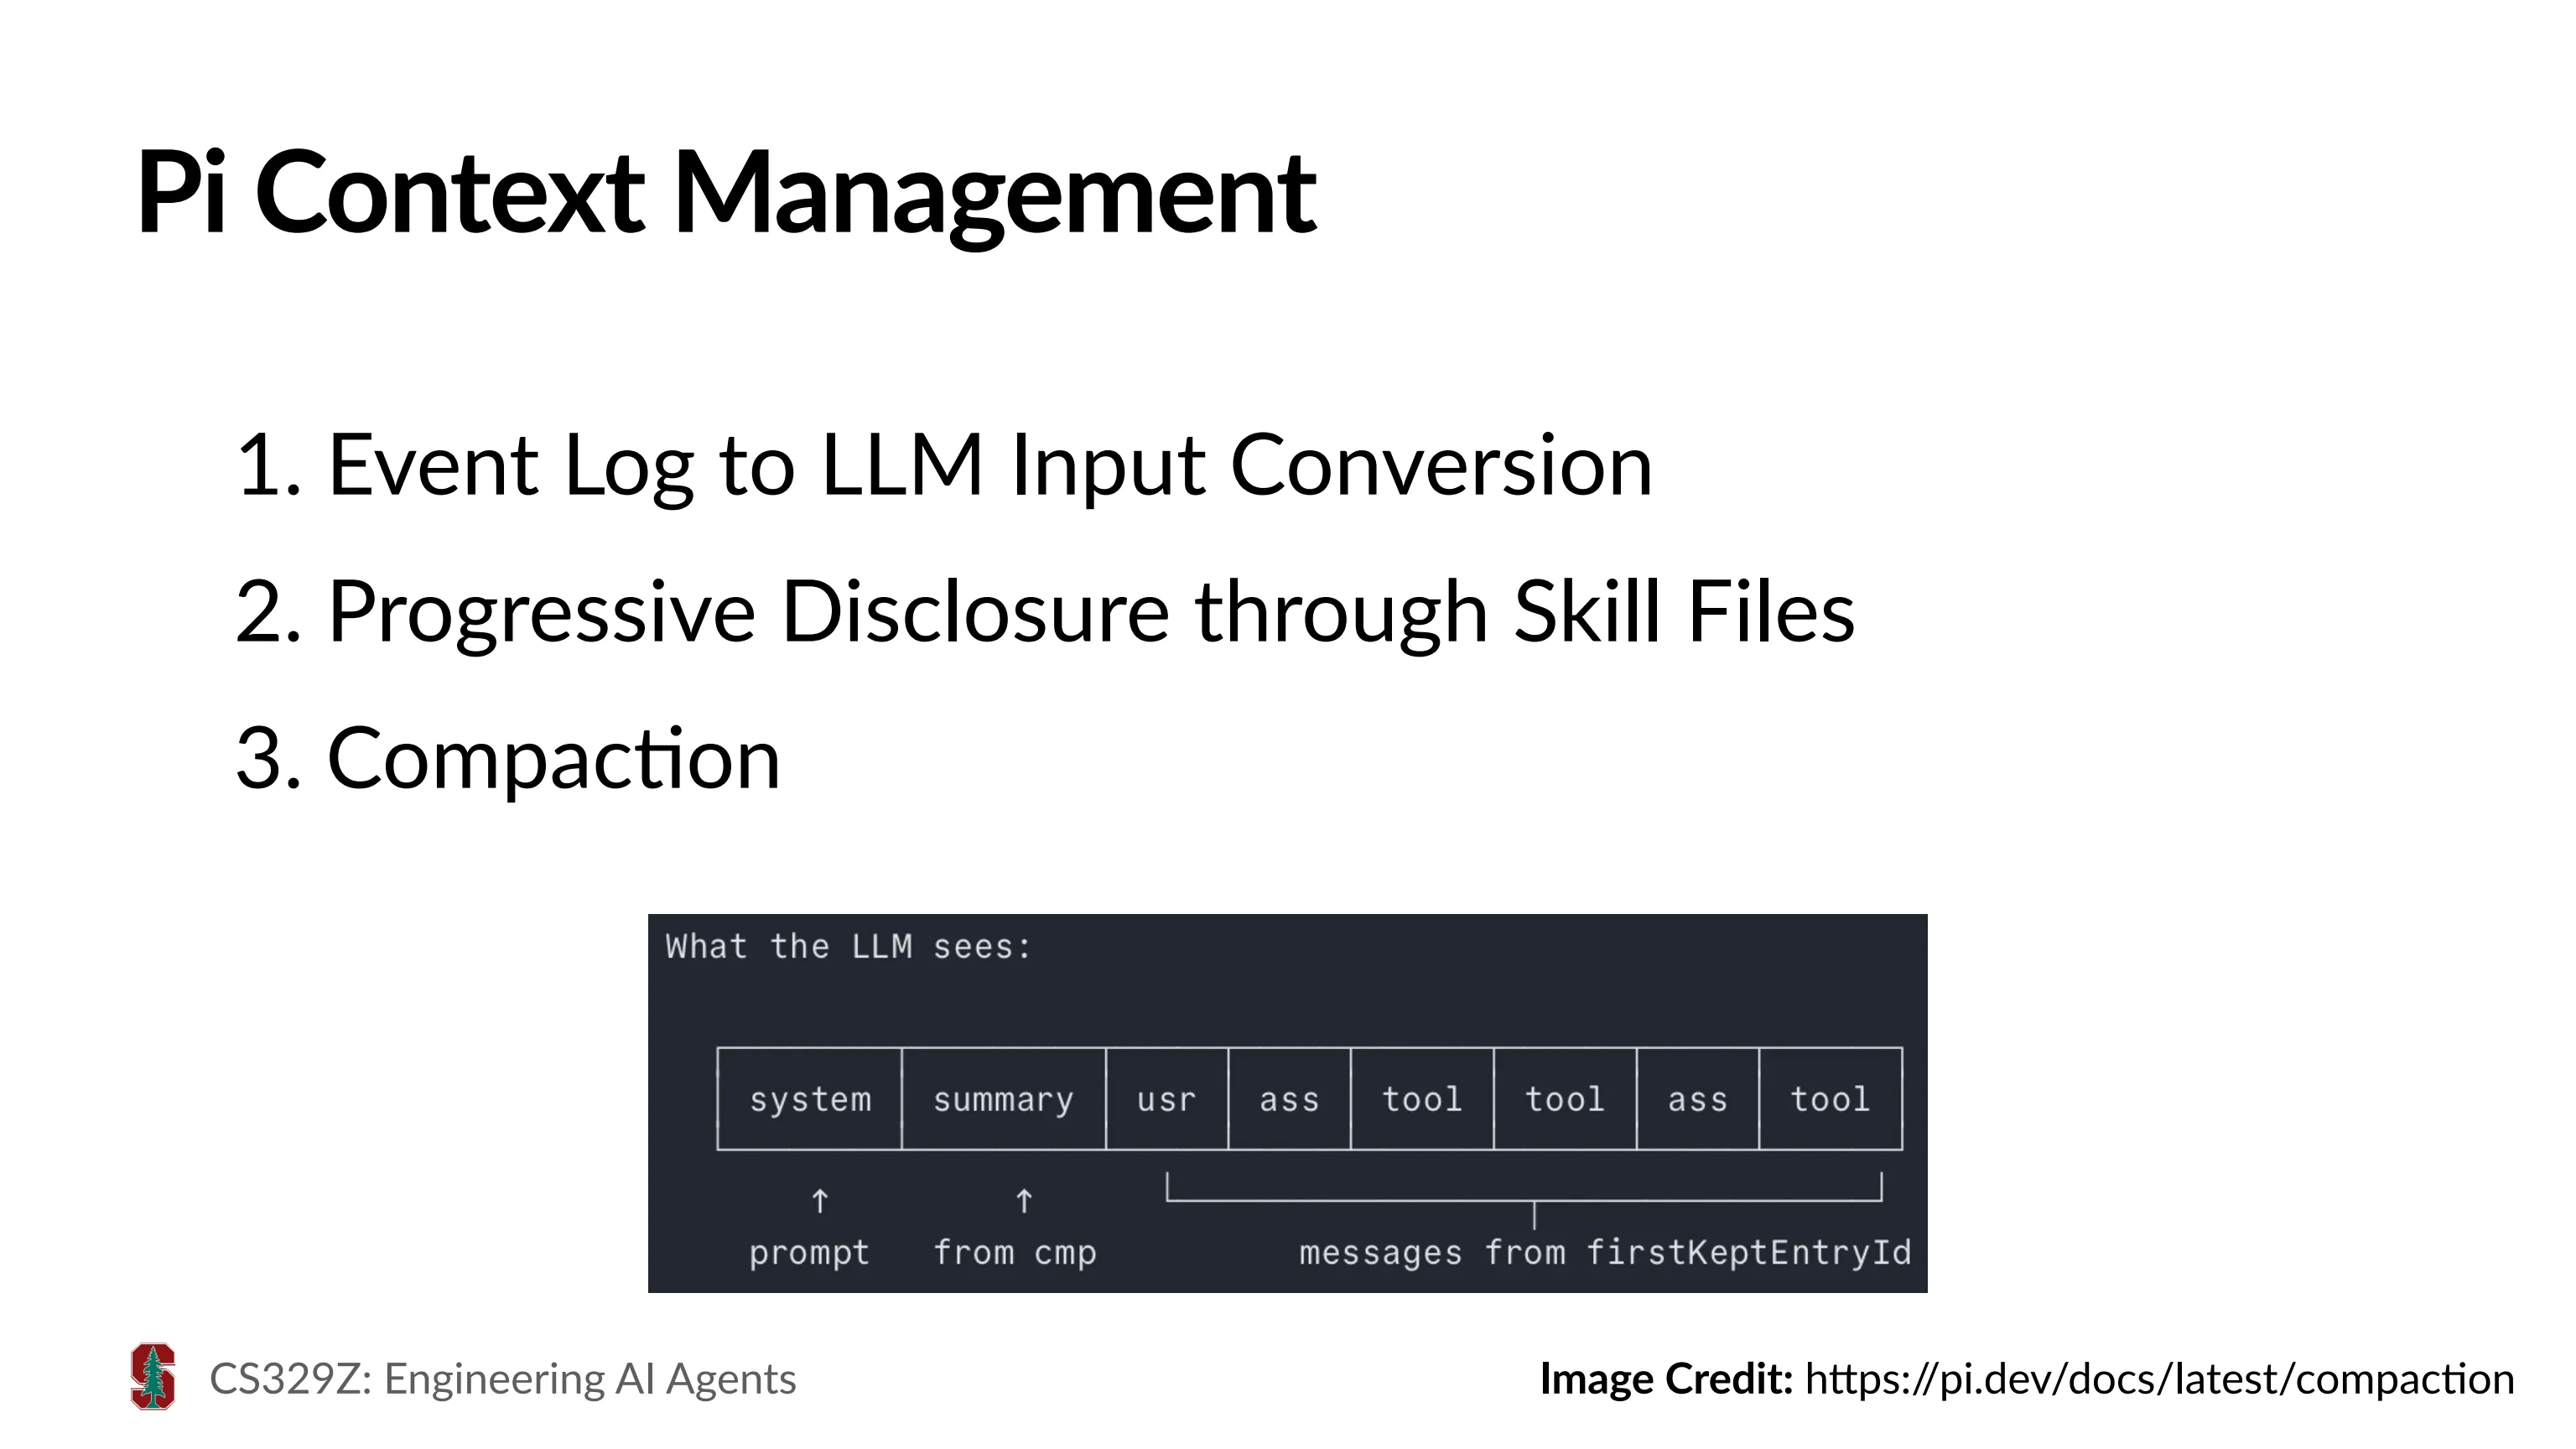 Pi Context Management
1. Event Log to LLM Input Conversion
2. Progressive Disclosure through Skill Files
3. Compaction
What the LLM sees:
system summary usr ass tool tool ass tool
↑ ↑
prompt from cmp messages from firstKeptEntryId
CS329Z: Engineering AI Agents
Image Credit: https://pi.dev/docs/latest/compaction